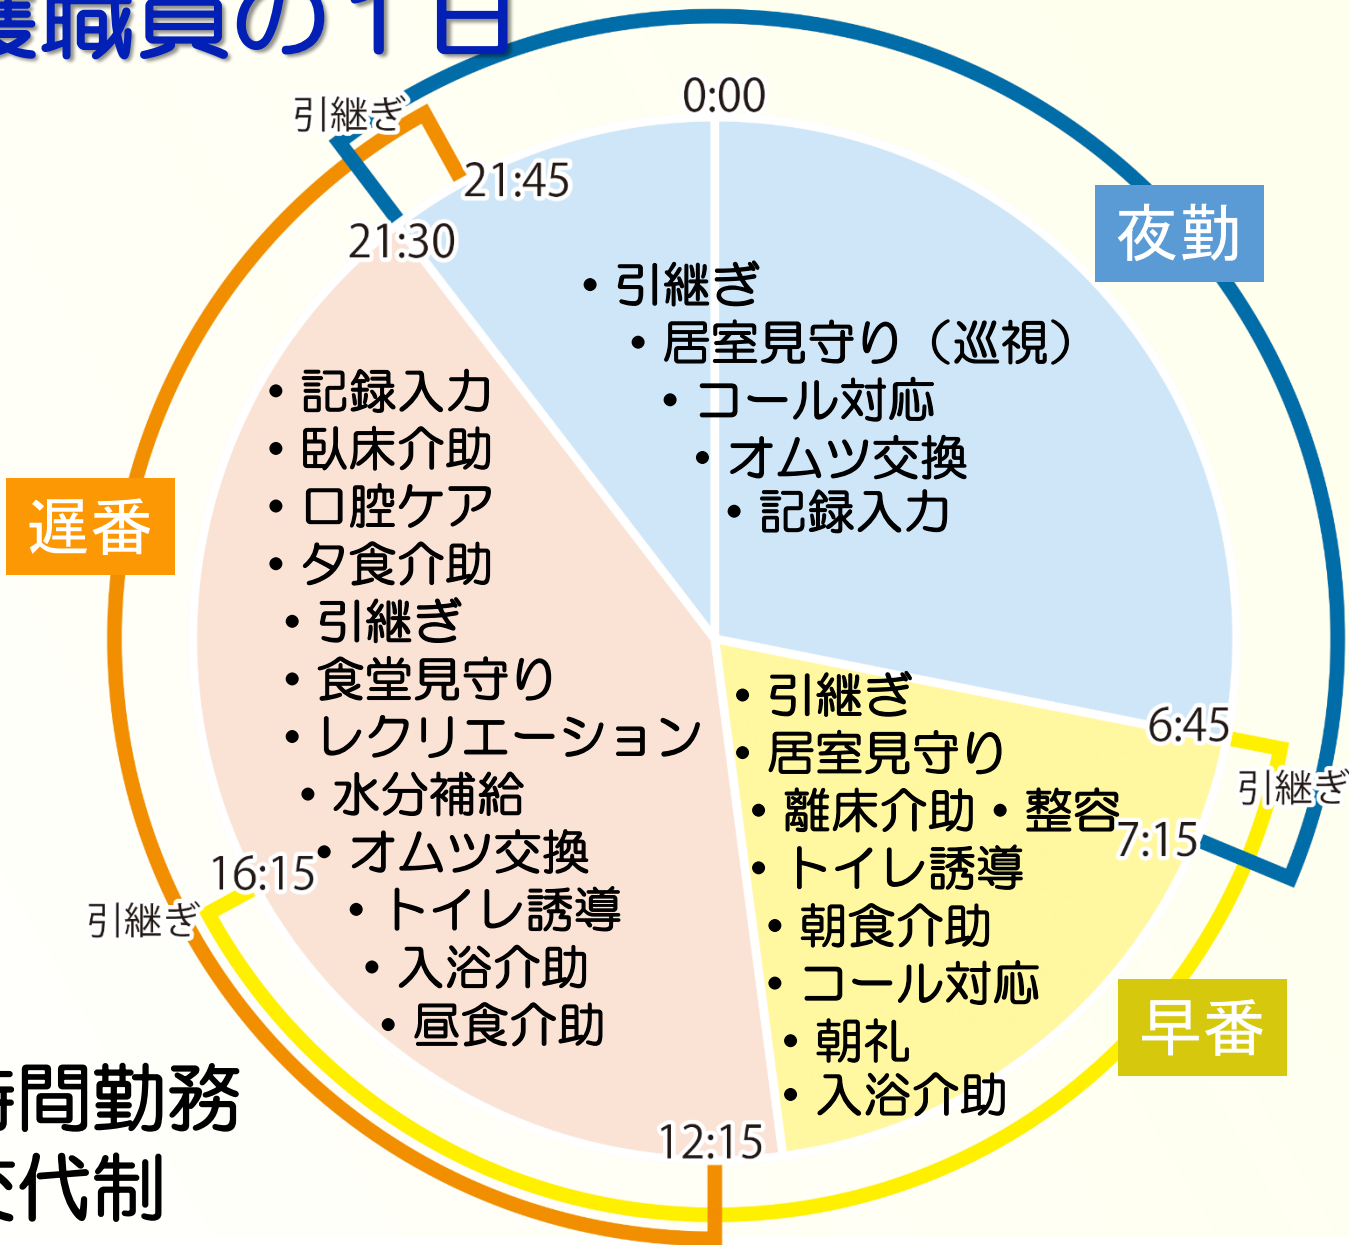 護職員の1日
0:00
引継ぎ
21:45
21:30
夜勤
・引継ぎ
・居室見守り（巡視）
・コール対応
・オムツ交換
・記録入力
遅番
・記録入力
・臥床介助
・口腔ケア
・夕食介助
・引継ぎ
・食堂見守り
・レクリエーション
・水分補給
・オムツ交換
・トイレ誘導
・入浴介助
・昼食介助
・引継ぎ
・居室見守り
・離床介助・整容
・トイレ誘導
・朝食介助
・コール対応
・朝礼
・入浴介助
6:45
引継ぎ
7:15
早番
16:15
引継ぎ
12:15
時間勤務
交代制